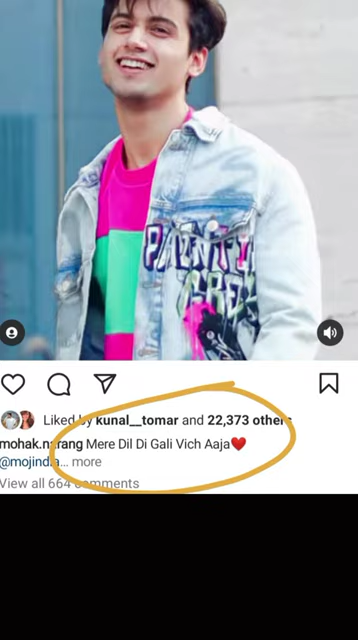 Liked by kunal__tomar and 22,373 others
mohak.narang Mere Dil Di Gali Vich Aaja❤️
@mojindia... more
View all 664 comments